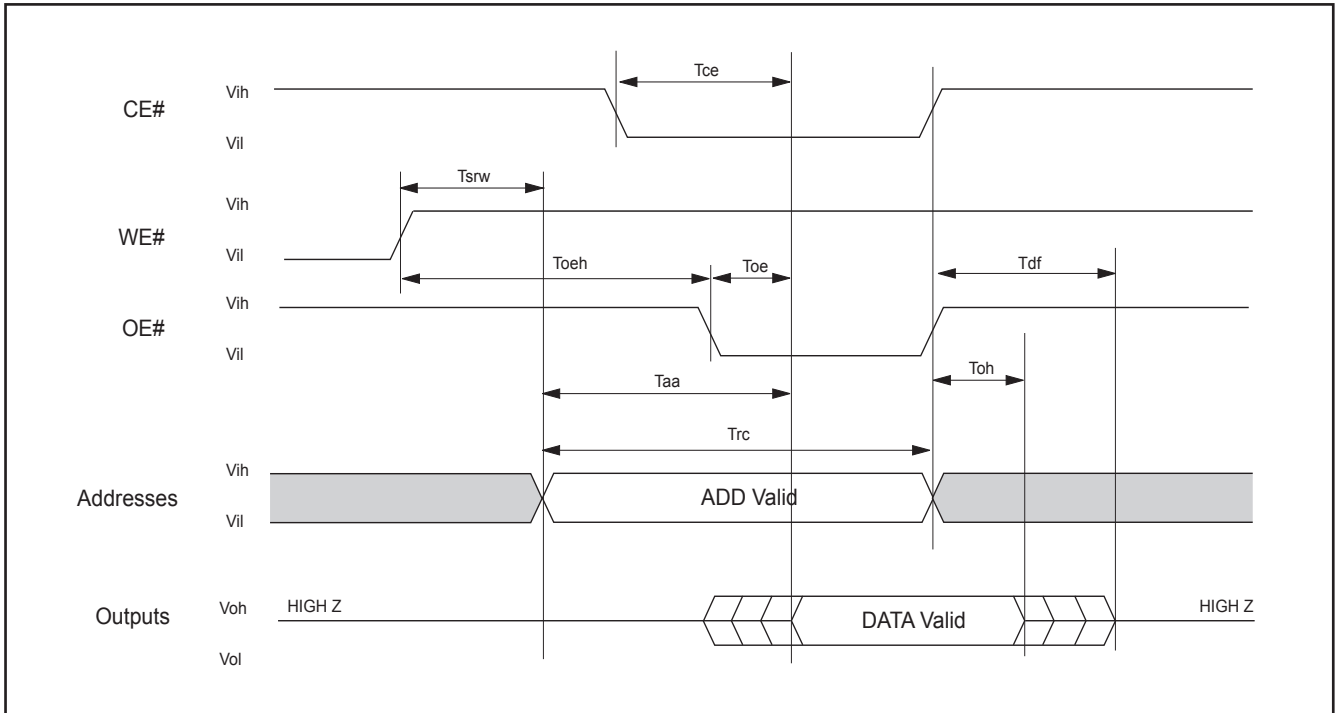 Tce
CE#
Vih
Vil
Tsrw
WE#
Vih
Vil
Toeh
Toe
Tdf
OE#
Vih
Vil
Taa
Toh
Trc
Addresses
Vih
Vil
ADD Valid
Outputs
Voh
HIGH Z
DATA Valid
HIGH Z
Vol